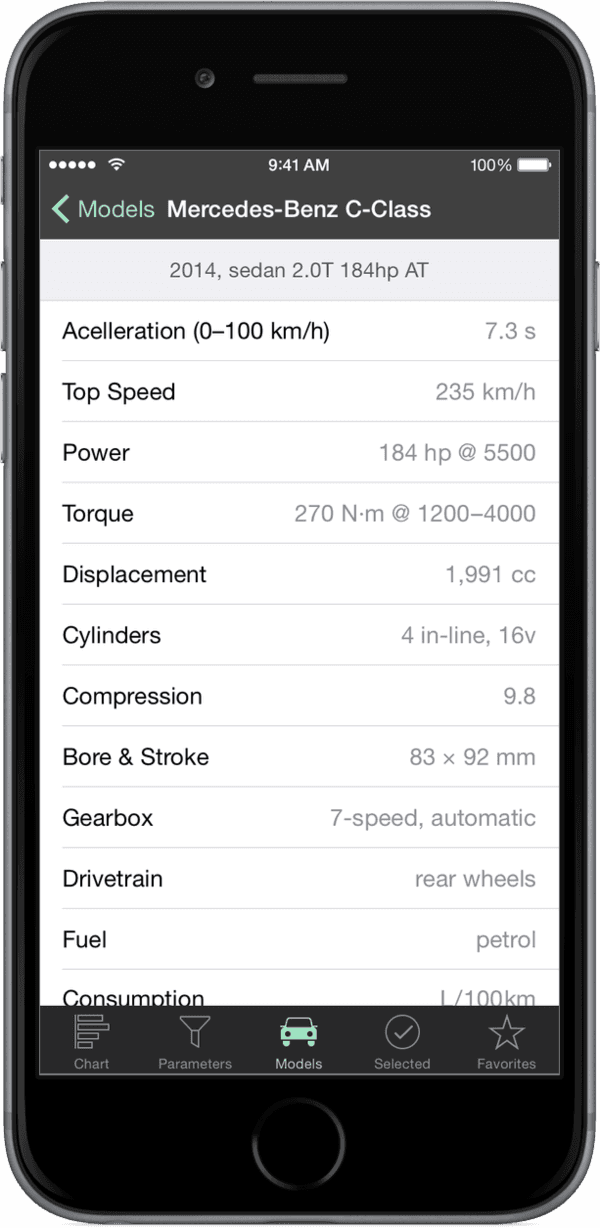 9:41 AM 100%
Models Mercedes-Benz C-Class
2014, sedan 2.0T 184hp AT
Acelleration (0–100 km/h) 7.3 s
Top Speed 235 km/h
Power 184 hp @ 5500
Torque 270 N·m @ 1200–4000
Displacement 1,991 cc
Cylinders 4 in-line, 16v
Compression 9.8
Bore & Stroke 83 × 92 mm
Gearbox 7-speed, automatic
Drivetrain rear wheels
Fuel petrol
Consumption L/100km
Chart Parameters Models Selected Favorites